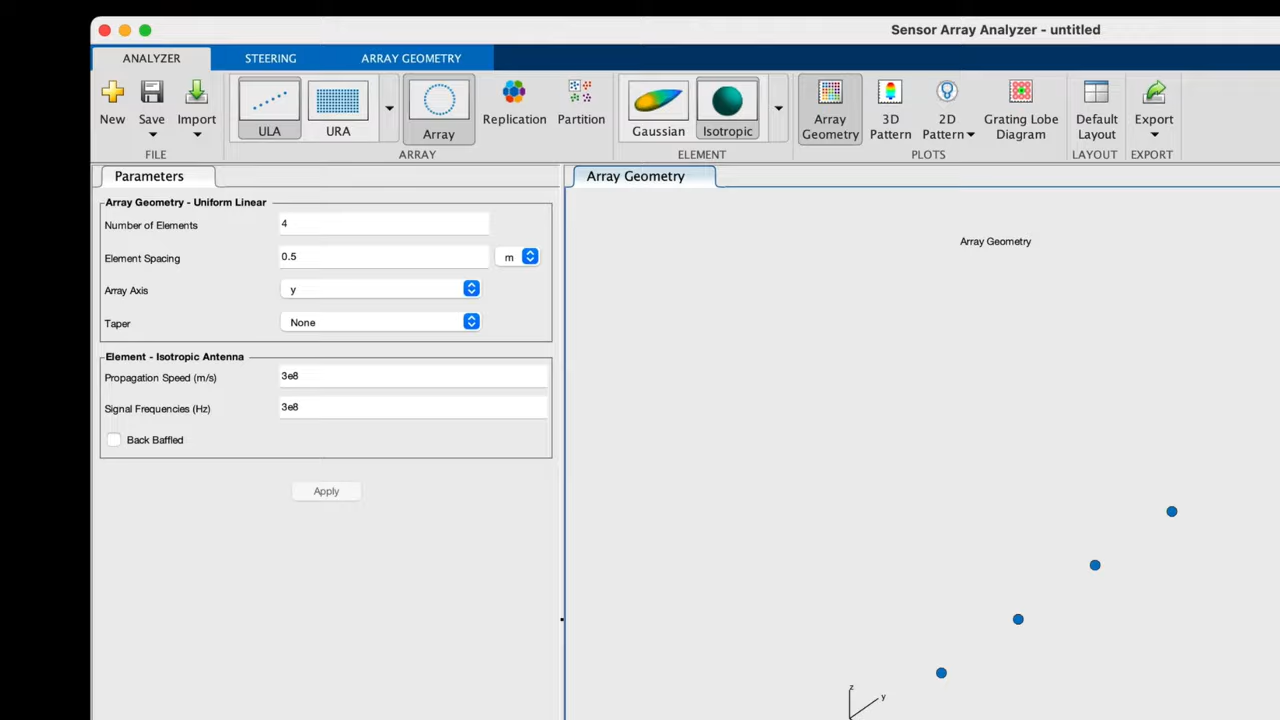 Sensor Array Analyzer - untitled
ANALYZER STEERING ARRAY GEOMETRY
New Save Import ULA URA Array Replication Partition Gaussian Isotropic Array Geometry 3D Pattern 2D Pattern Grating Lobe Diagram Default Layout Export
FILE ARRAY ELEMENT PLOTS LAYOUT EXPORT
Parameters
Array Geometry - Uniform Linear
Number of Elements 4
Element Spacing 0.5 m
Array Axis y
Taper None
Element - Isotropic Antenna
Propagation Speed (m/s) 3e8
Signal Frequencies (Hz) 3e8
Back Baffled
Apply
Array Geometry
Array Geometry
z
y